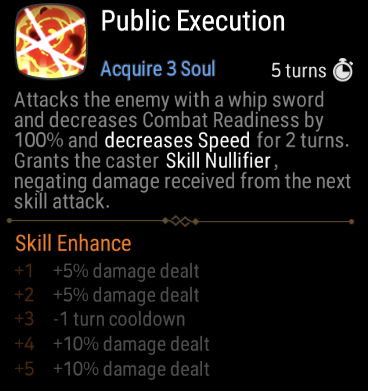 Public Execution
Acquire 3 Soul
5 turns
Attacks the enemy with a whip sword
and decreases Combat Readiness by
100% and decreases Speed for 2 turns.
Grants the caster Skill Nullifier,
negating damage received from the next
skill attack.
Skill Enhance
+1 +5% damage dealt
+2 +5% damage dealt
+3 -1 turn cooldown
+4 +10% damage dealt
+5 +10% damage dealt